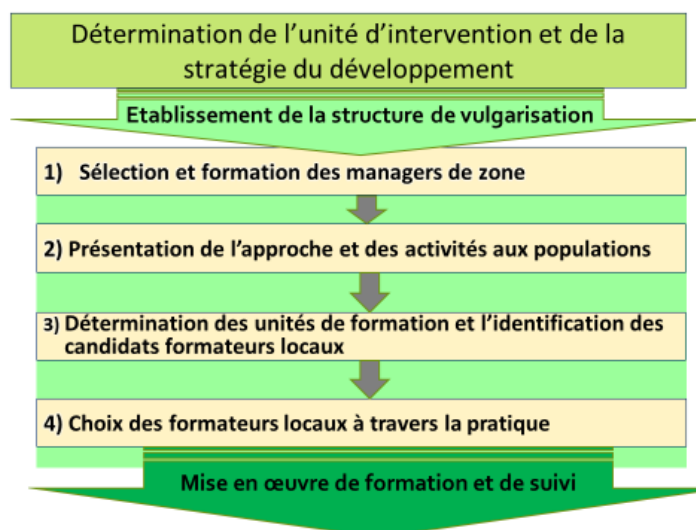 Détermination de l’unité d’intervention et de la
stratégie du développement
Etablissement de la structure de vulgarisation
1) Sélection et formation des managers de zone
2) Présentation de l’approche et des activités aux populations
3) Détermination des unités de formation et l’identification des
candidats formateurs locaux
4) Choix des formateurs locaux à travers la pratique
Mise en œuvre de formation et de suivi